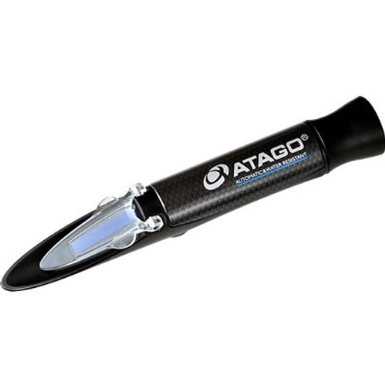 ATAGO®
AUTOMATIC & WATER RESISTANT